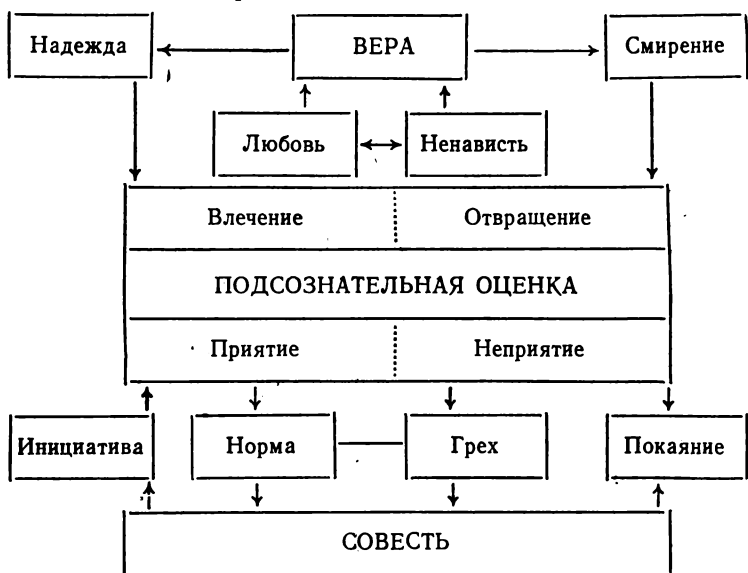 Надежда
ВЕРА
Смирение
Любовь
Ненависть
Влечение
Отвращение
ПОДСОЗНАТЕЛЬНАЯ ОЦЕНКА
Приятие
Неприятие
Инициатива
Норма
Грех
Покаяние
СОВЕСТЬ